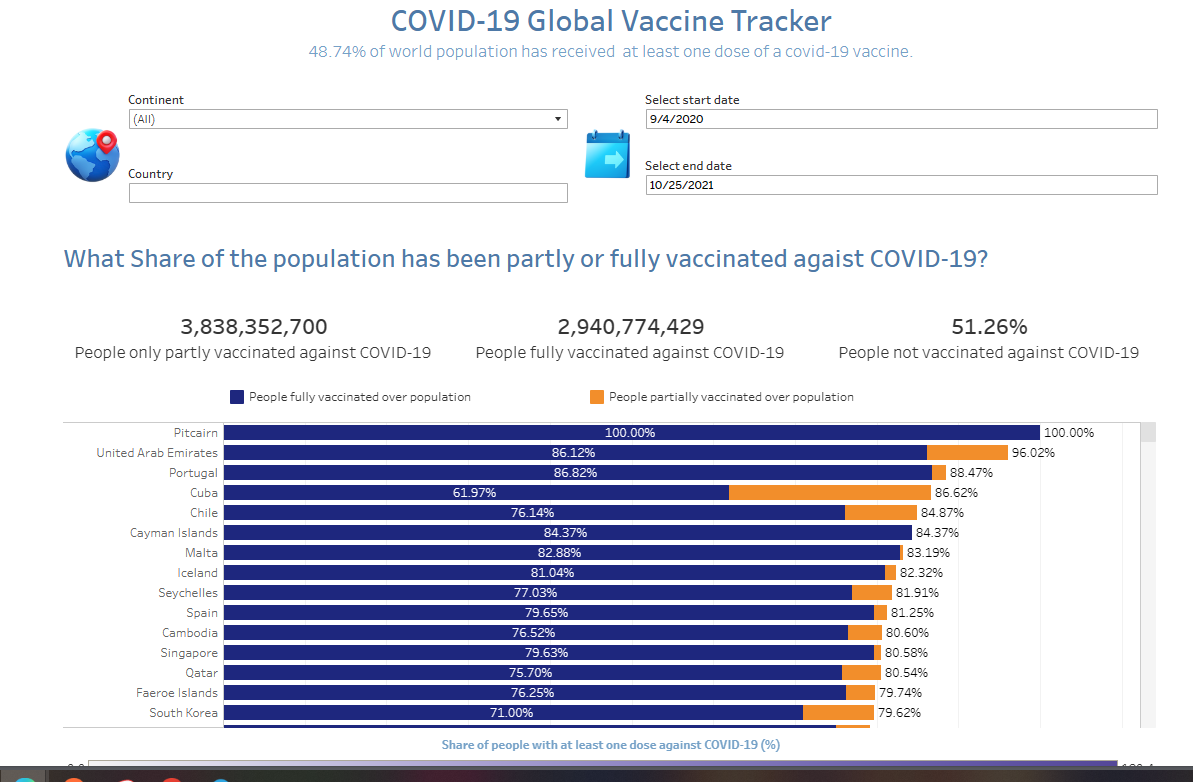 COVID-19 Global Vaccine Tracker
48.74% of world population has received at least one dose of a covid-19 vaccine.
Continent
(All)
Country
Select start date
9/4/2020
Select end date
10/25/2021
What Share of the population has been partly or fully vaccinated agaist COVID-19?
3,838,352,700
People only partly vaccinated against COVID-19
2,940,774,429
People fully vaccinated against COVID-19
51.26%
People not vaccinated against COVID-19
People fully vaccinated over population
People partially vaccinated over population
Pitcairn 100.00% 100.00%
United Arab Emirates 86.12% 96.02%
Portugal 86.82% 88.47%
Cuba 61.97% 86.62%
Chile 76.14% 84.87%
Cayman Islands 84.37% 84.37%
Malta 82.88% 83.19%
Iceland 81.04% 82.32%
Seychelles 77.03% 81.91%
Spain 79.65% 81.25%
Cambodia 76.52% 80.60%
Singapore 79.63% 80.58%
Qatar 75.70% 80.54%
Faeroe Islands 76.25% 79.74%
South Korea 71.00% 79.62%
Share of people with at least one dose against COVID-19 (%)